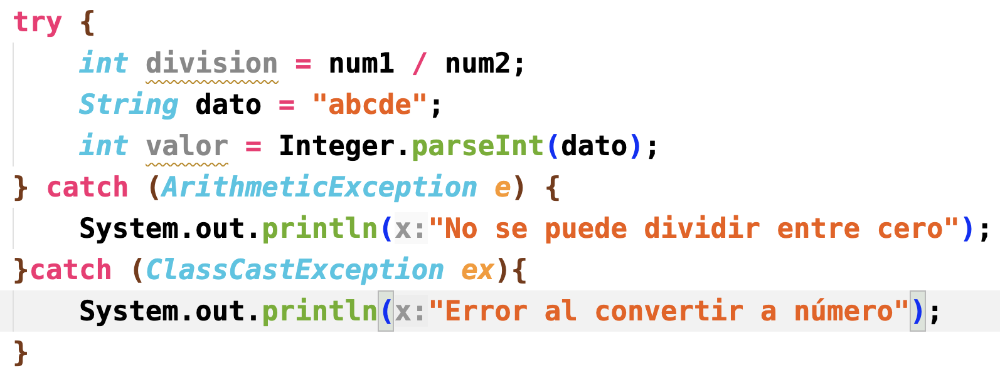 try {
int division = num1 / num2;
String dato = "abcde";
int valor = Integer.parseInt(dato);
} catch (ArithmeticException e) {
System.out.println(x:"No se puede dividir entre cero");
}catch (ClassCastException ex){
System.out.println(x:"Error al convertir a número");
}